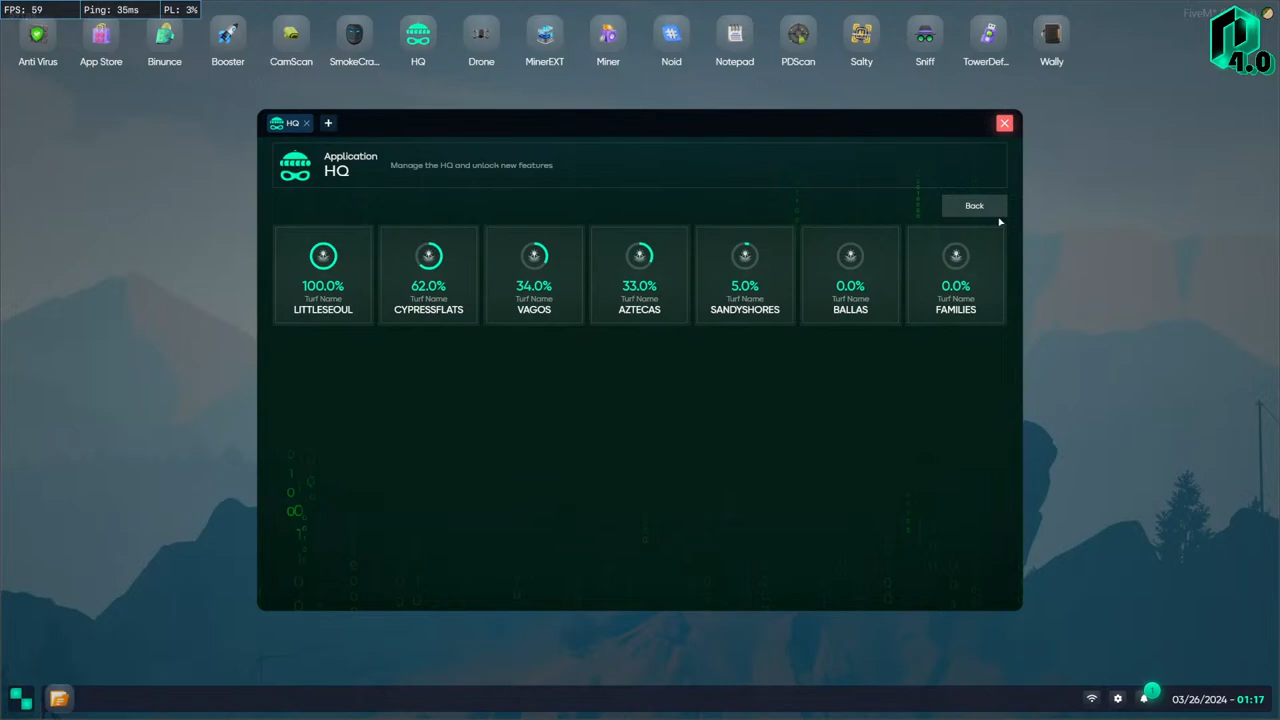 FPS: 59 Ping: 35ms PL: 3%
FiveM
4.0
Anti Virus App Store Binunce Booster CamScan SmokeCra... HQ Drone MinerEXT Miner Noid Notepad PDScan Salty Sniff TowerDef... Wally
HQ
Application
HQ
Manage the HQ and unlock new features
Back
100.0% 62.0% 34.0% 33.0% 5.0% 0.0% 0.0%
Turf Name Turf Name Turf Name Turf Name Turf Name Turf Name Turf Name
LITTLESEOUL CYPRESSFLATS VAGOS AZTECAS SANDYSHORES BALLAS FAMILIES
1
03/26/2024 - 01:17